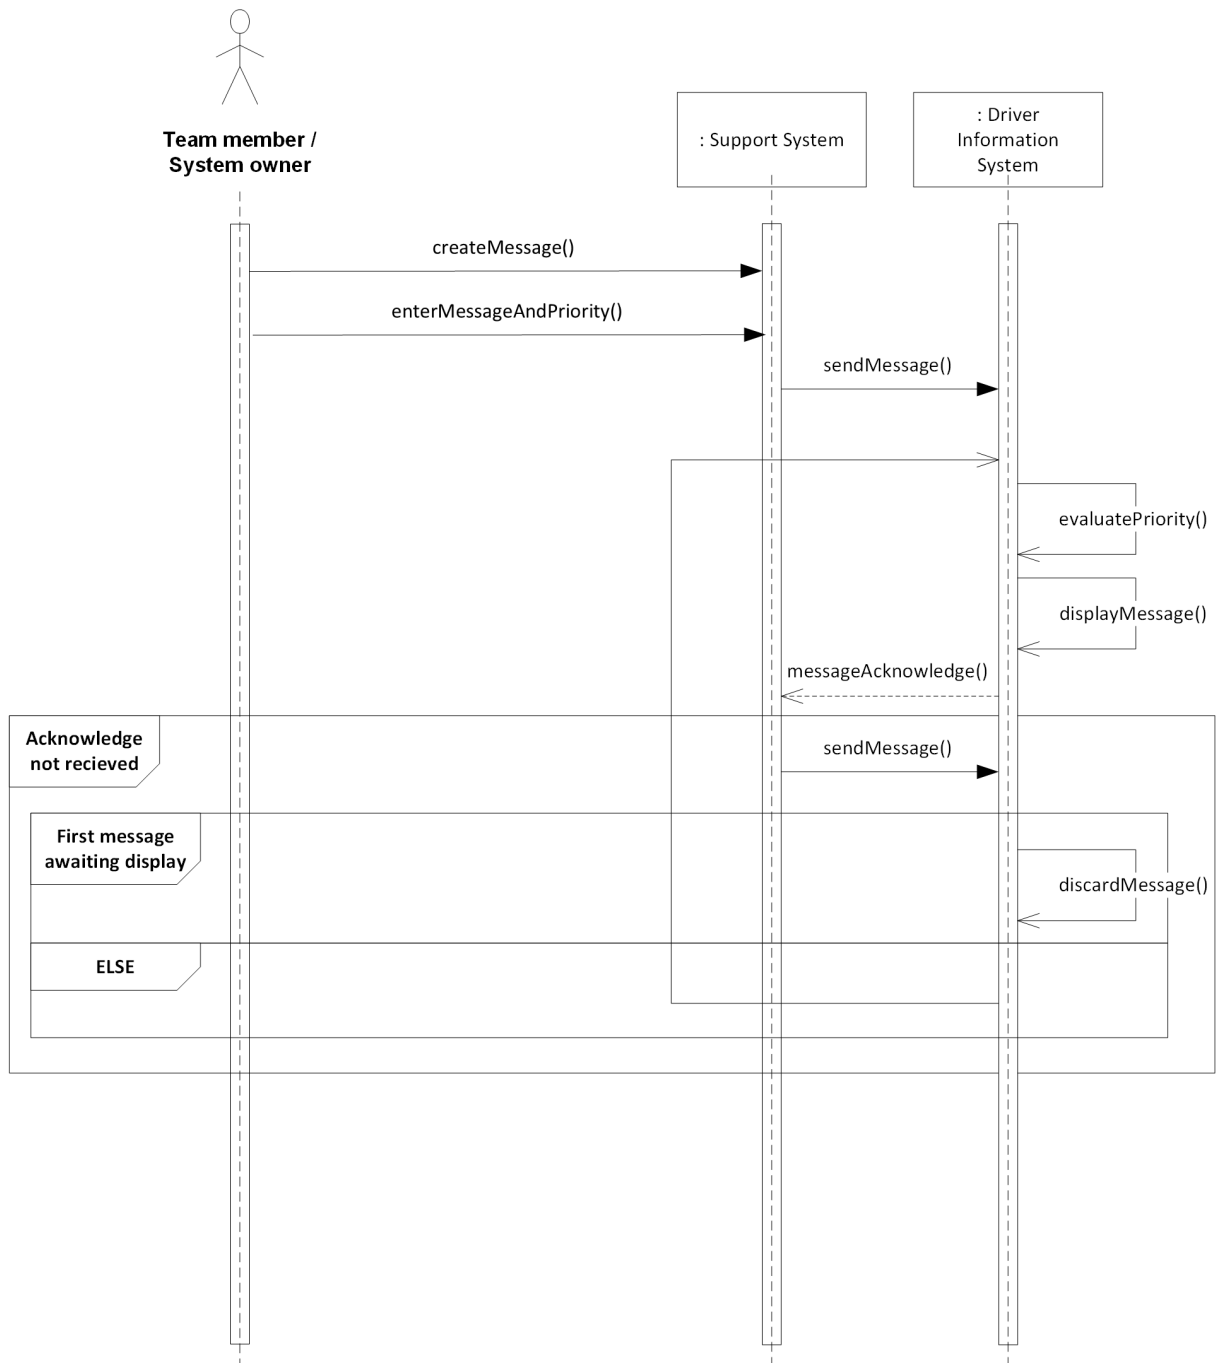 Team member /
System owner
: Support System
: Driver
Information
System
createMessage()
enterMessageAndPriority()
sendMessage()
evaluatePriority()
displayMessage()
messageAcknowledge()
Acknowledge
not recieved
sendMessage()
First message
awaiting display
discardMessage()
ELSE